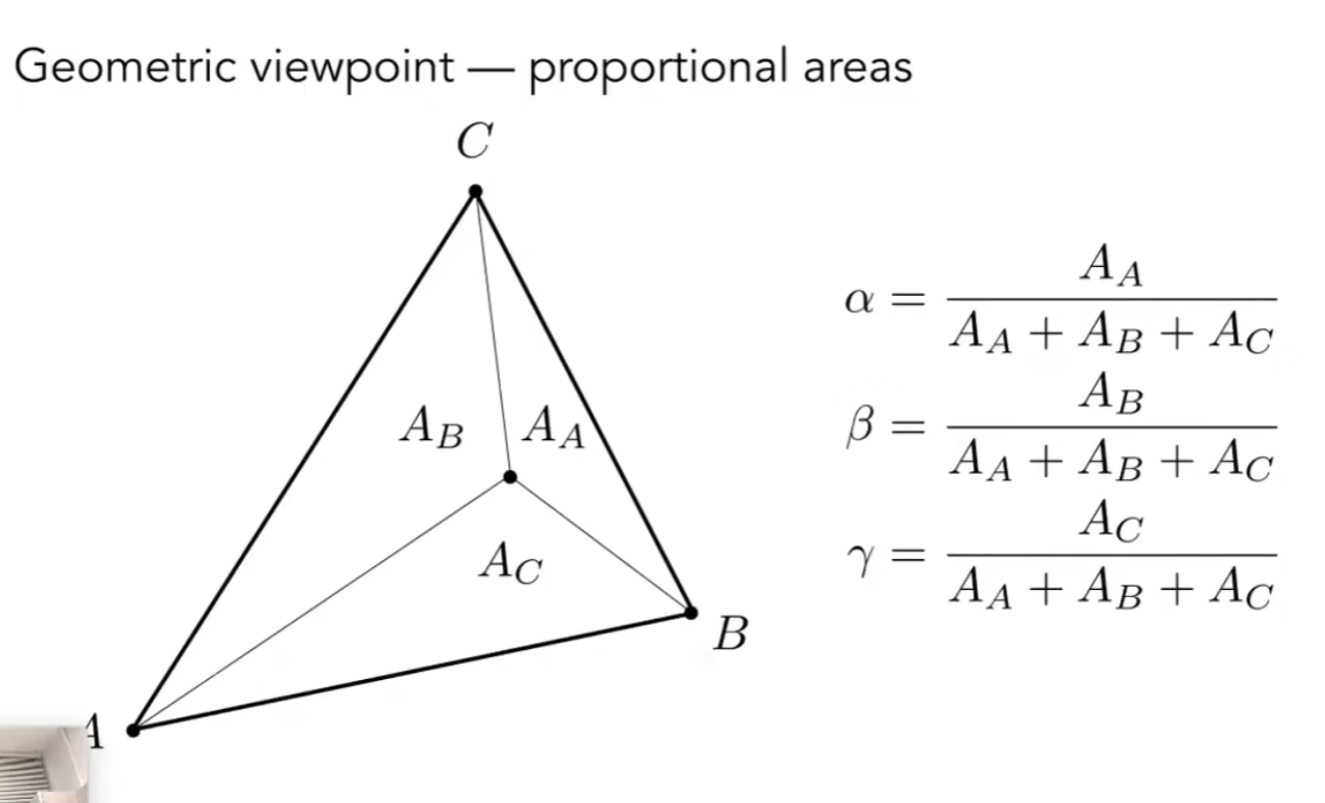 Geometric viewpoint — proportional areas
C
α = A_A / (A_A + A_B + A_C)
A_B A_A
β = A_B / (A_A + A_B + A_C)
A_C
γ = A_C / (A_A + A_B + A_C)
B
A